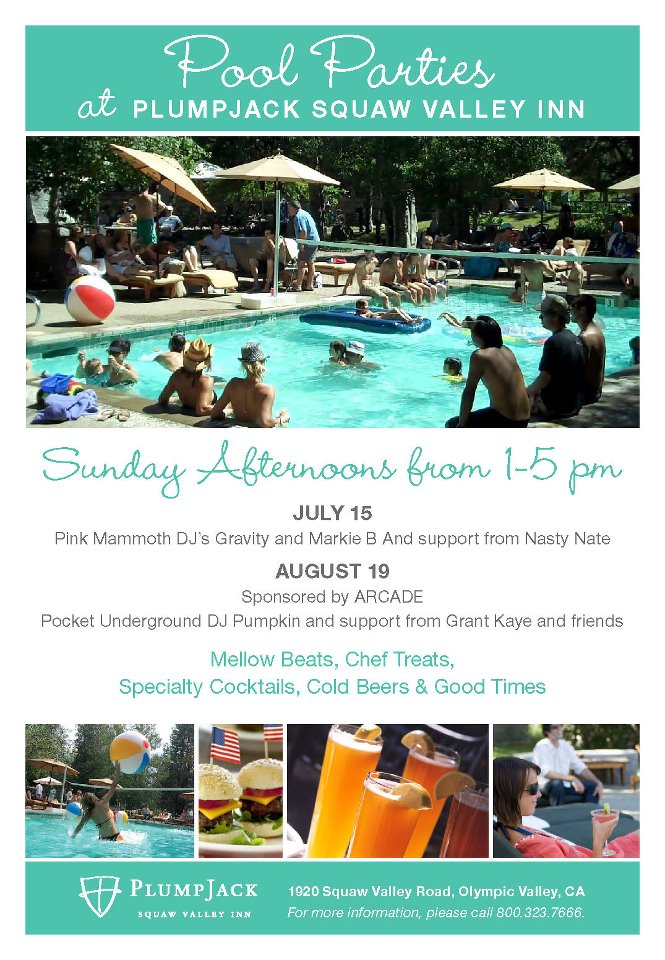 Pool Parties
at PLUMPJACK SQUAW VALLEY INN
Sunday Afternoons from 1-5 pm
JULY 15
Pink Mammoth DJ's Gravity and Markie B And support from Nasty Nate
AUGUST 19
Sponsored by ARCADE
Pocket Underground DJ Pumpkin and support from Grant Kaye and friends
Mellow Beats, Chef Treats,
Specialty Cocktails, Cold Beers & Good Times
PLUMPJACK
SQUAW VALLEY INN
1920 Squaw Valley Road, Olympic Valley, CA
For more information, please call 800.323.7666.